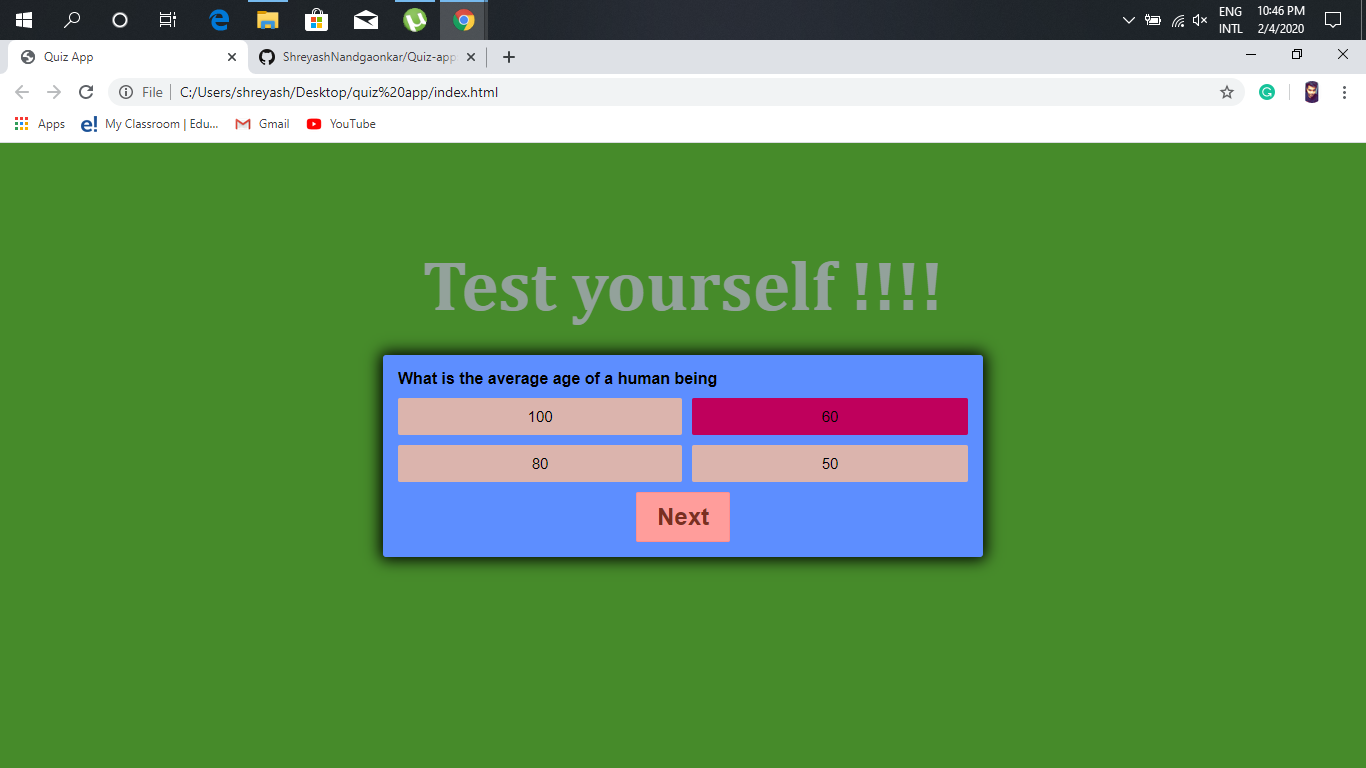 ENG
INTL
10:46 PM
2/4/2020
Quiz App
ShreyashNandgaonkar/Quiz-app
File
C:/Users/shreyash/Desktop/quiz%20app/index.html
Apps
e! My Classroom | Edu...
Gmail
YouTube
Test yourself !!!!
What is the average age of a human being
100 60
80 50
Next